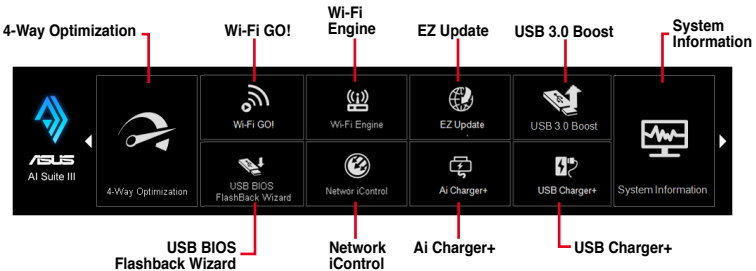 4-Way Optimization
Wi-Fi GO!
Wi-Fi
Engine
EZ Update
USB 3.0 Boost
System
Information
ASUS
AI Suite III
4-Way Optimization
Wi-Fi GO!
Wi-Fi Engine
EZ Update
USB 3.0 Boost
USB BIOS
FlashBack Wizard
Networ iControl
Ai Charger+
USB Charger+
System Information
USB BIOS
Flashback Wizard
Network
iControl
Ai Charger+
USB Charger+